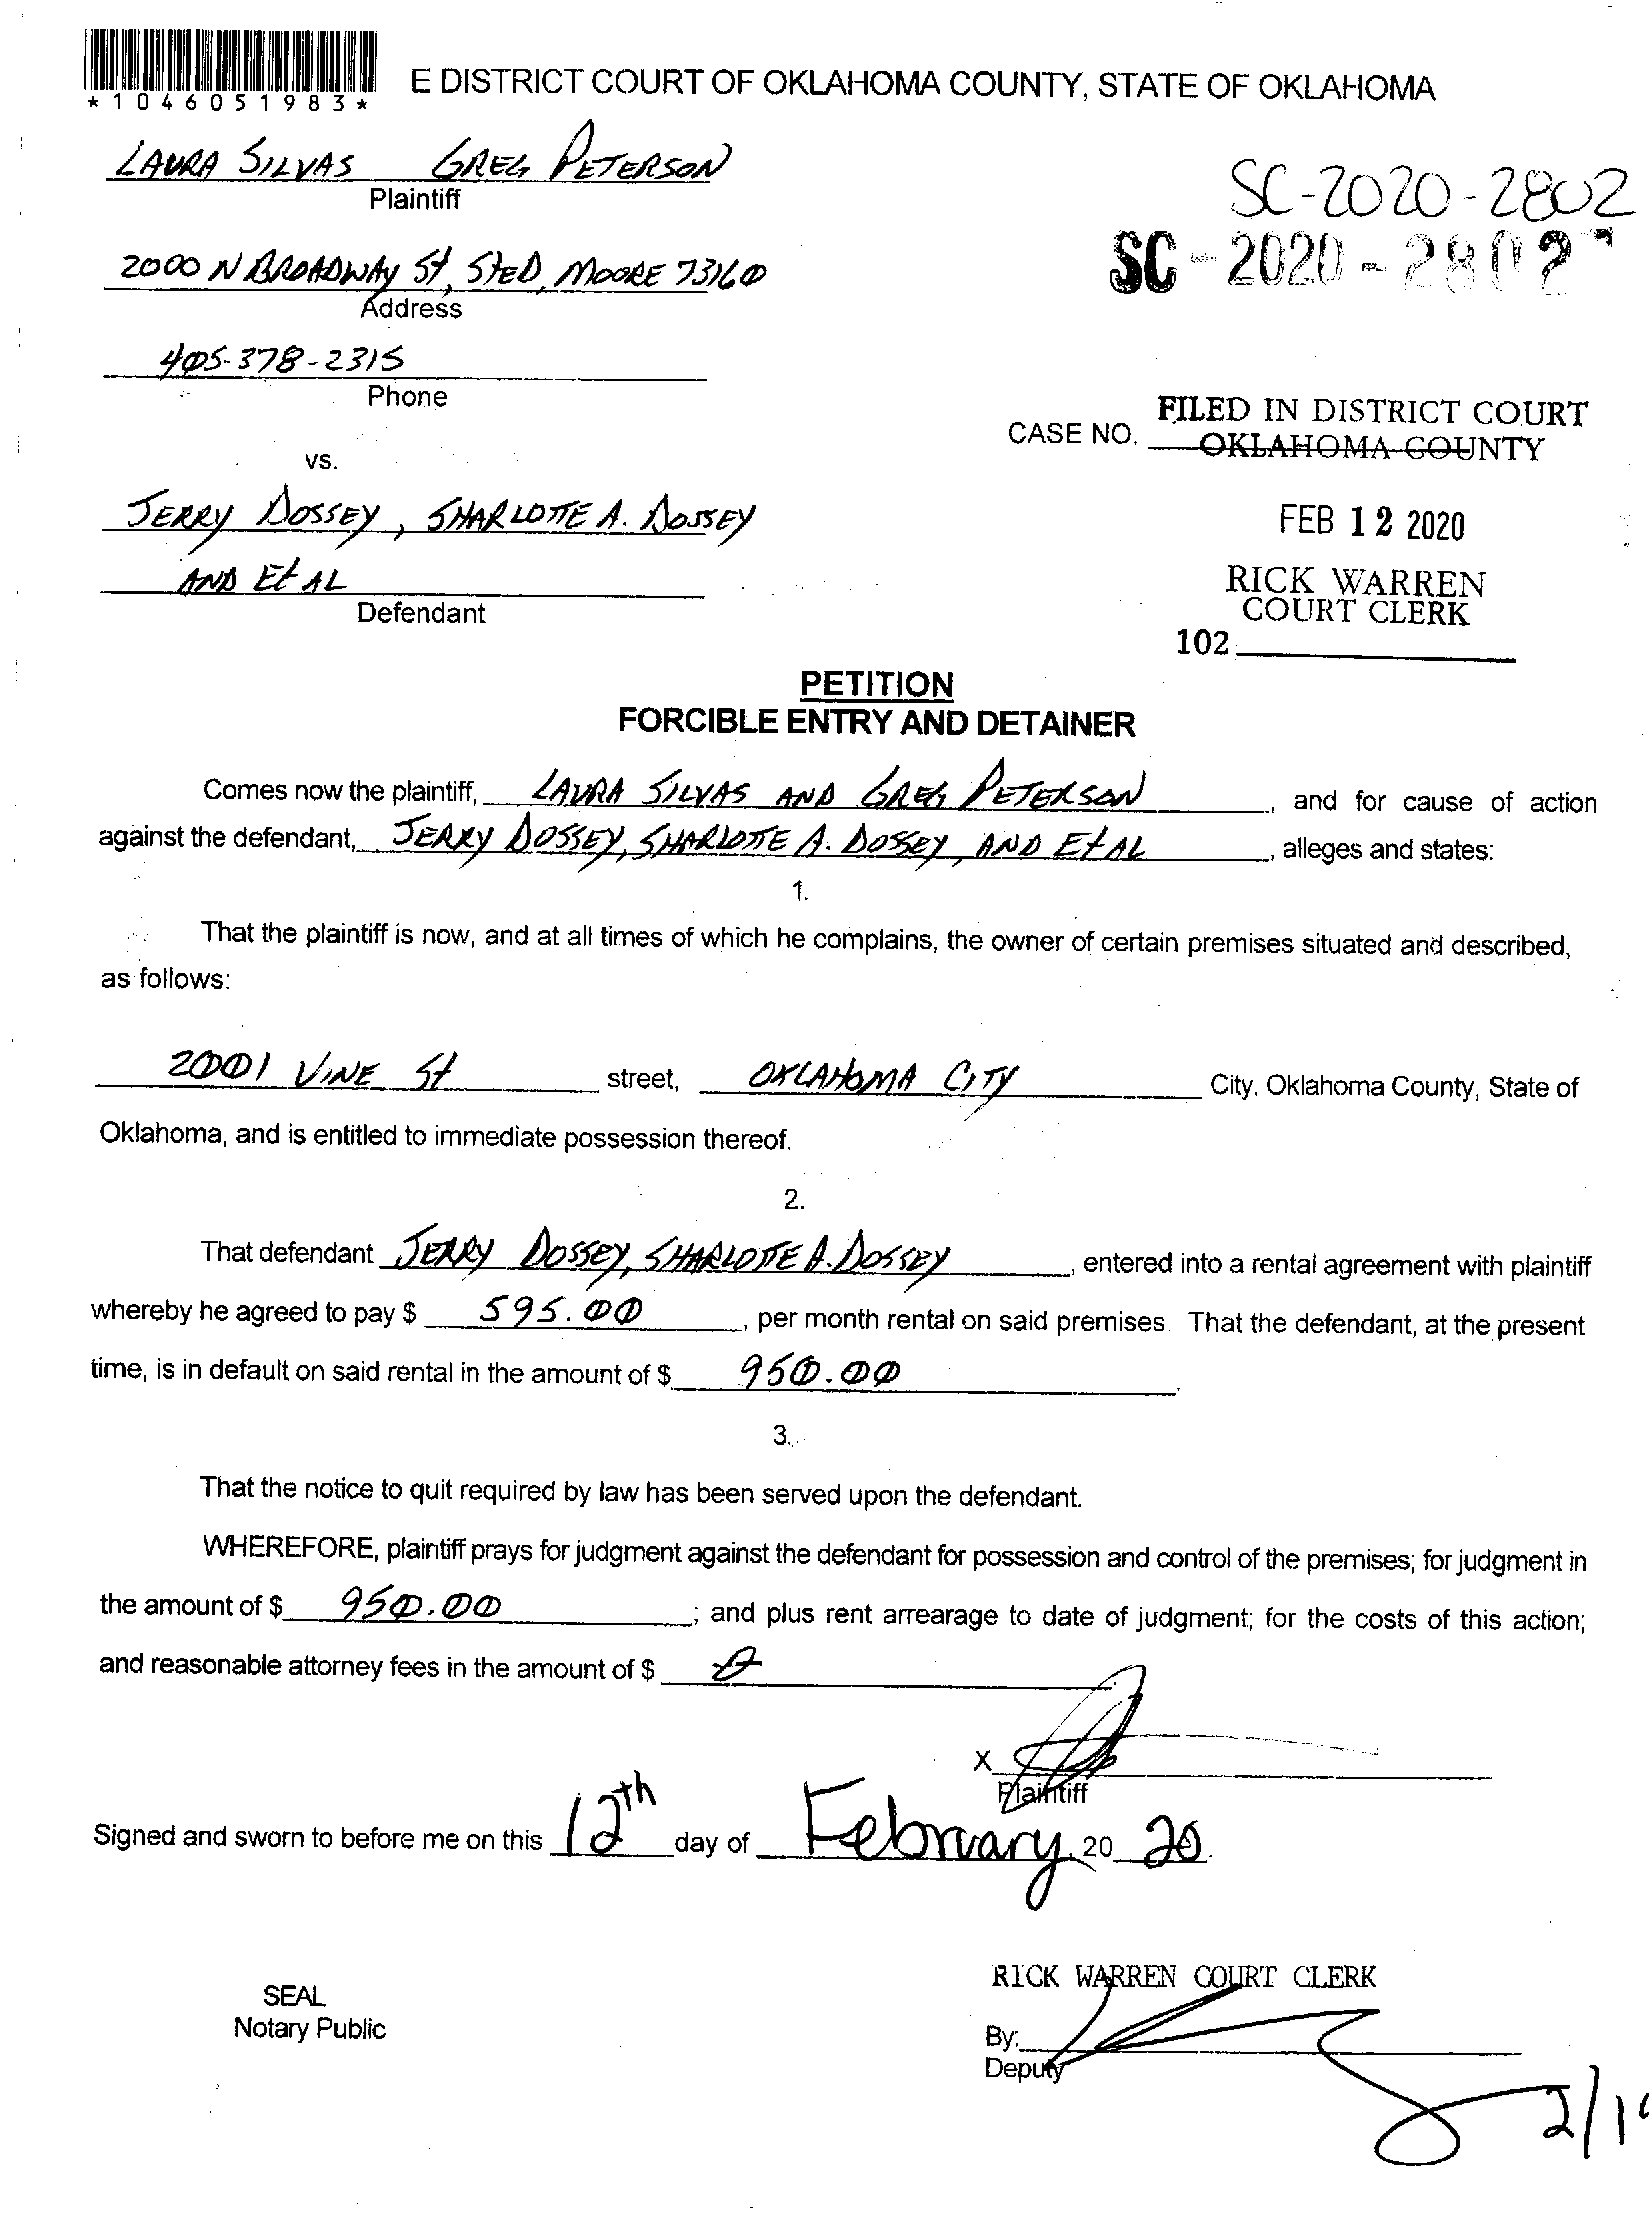 *1046051983*
E DISTRICT COURT OF OKLAHOMA COUNTY, STATE OF OKLAHOMA
LAURA SILVAS GREG PETERSON
Plaintiff
SC-2020-2802
SC-2020-2802
2000 N BROADWAY St, StED, MOORE 73160
Address
405-378-2315
Phone
FILED IN DISTRICT COURT
CASE NO. OKLAHOMA COUNTY
vs.
JERRY DOSSEY, SHARLOTTE A. DOSSEY
FEB 12 2020
AND Et AL
Defendant
RICK WARREN
COURT CLERK
102
PETITION
FORCIBLE ENTRY AND DETAINER
Comes now the plaintiff, LAURA SILVAS AND GREG PETERSON, and for cause of action
against the defendant, JERRY DOSSEY, SHARLOTTE A. DOSSEY, AND Et AL, alleges and states:
1.
That the plaintiff is now, and at all times of which he complains, the owner of certain premises situated and described,
as follows:
2001 VINE St street, OKLAHOMA CITY City, Oklahoma County, State of
Oklahoma, and is entitled to immediate possession thereof.
2.
That defendant JERRY DOSSEY, SHARLOTTE A. DOSSEY, entered into a rental agreement with plaintiff
whereby he agreed to pay $ 595.00, per month rental on said premises. That the defendant, at the present
time, is in default on said rental in the amount of $ 950.00.
3.
That the notice to quit required by law has been served upon the defendant.
WHEREFORE, plaintiff prays for judgment against the defendant for possession and control of the premises; for judgment in
the amount of $ 950.00; and plus rent arrearage to date of judgment; for the costs of this action;
and reasonable attorney fees in the amount of $ 0
X
Plaintiff
Signed and sworn to before me on this 12th day of February, 20 20.
RICK WARREN COURT CLERK
SEAL
Notary Public
By:
Deputy